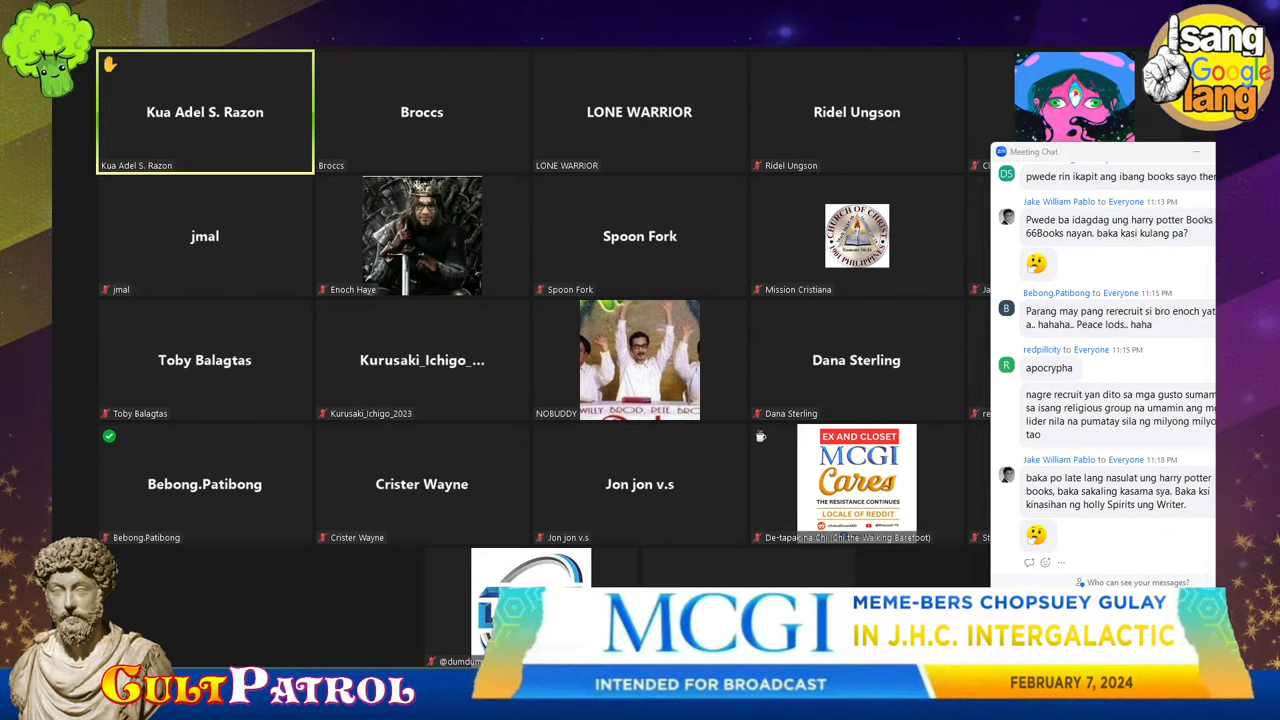 Isang
Google
lang
Kua Adel S. Razon
Broccs
LONE WARRIOR
Ridel Ungson
Kua Adel S. Razon
Broccs
LONE WARRIOR
Ridel Ungson
jmal
Spoon Fork
CHURCH OF CHRIST
1901 PHILIPPINES
jmal
Enoch Haye
Spoon Fork
Mission Cristiana
Toby Balagtas
Kurusaki_Ichigo_...
Dana Sterling
WILLY BROD. PETE. BRO
Toby Balagtas
Kurusaki_Ichigo_2023
NOBUDDY
Dana Sterling
Bebong.Patibong
Crister Wayne
Jon jon v.s
EX AND CLOSET
MCGI
Cares
THE RESISTANCE CONTINUES
LOCALE OF REDDIT
Bebong.Patibong
Crister Wayne
Jon jon v.s
De-tapak na Chi (Chi the Walking Barefoot)
@dumdum
zm
Meeting Chat
DS
pwede rin ikapit ang ibang books sayo
Jake William Pablo to Everyone 11:13 PM
Pwede ba idagdag ung harry potter Books
66Books nayan, baka kasi kulang pa?
Bebong.Patibong to Everyone 11:15 PM
B
Parang may pang rerecruit si bro enoch
a.. hahaha.. Peace lods.. haha
redpillcity to Everyone 11:15 PM
R
apocrypha
nagre recruit yan dito sa mga gusto
sa isang religious group na umamin ang
lider nila na pumatay sila ng milyong
tao
Jake William Pablo to Everyone 11:18 PM
baka po late lang nasulat ung harry potter
books, baka sakaling kasama sya. Baka ksi
kinasihan ng holly Spirits ung Writer.
Who can see your messages?
MCGI
MEME-BERS CHOPSUEY GULAY
IN J.H.C. INTERGALACTIC
INTENDED FOR BROADCAST
FEBRUARY 7, 2024
CULTPATROL